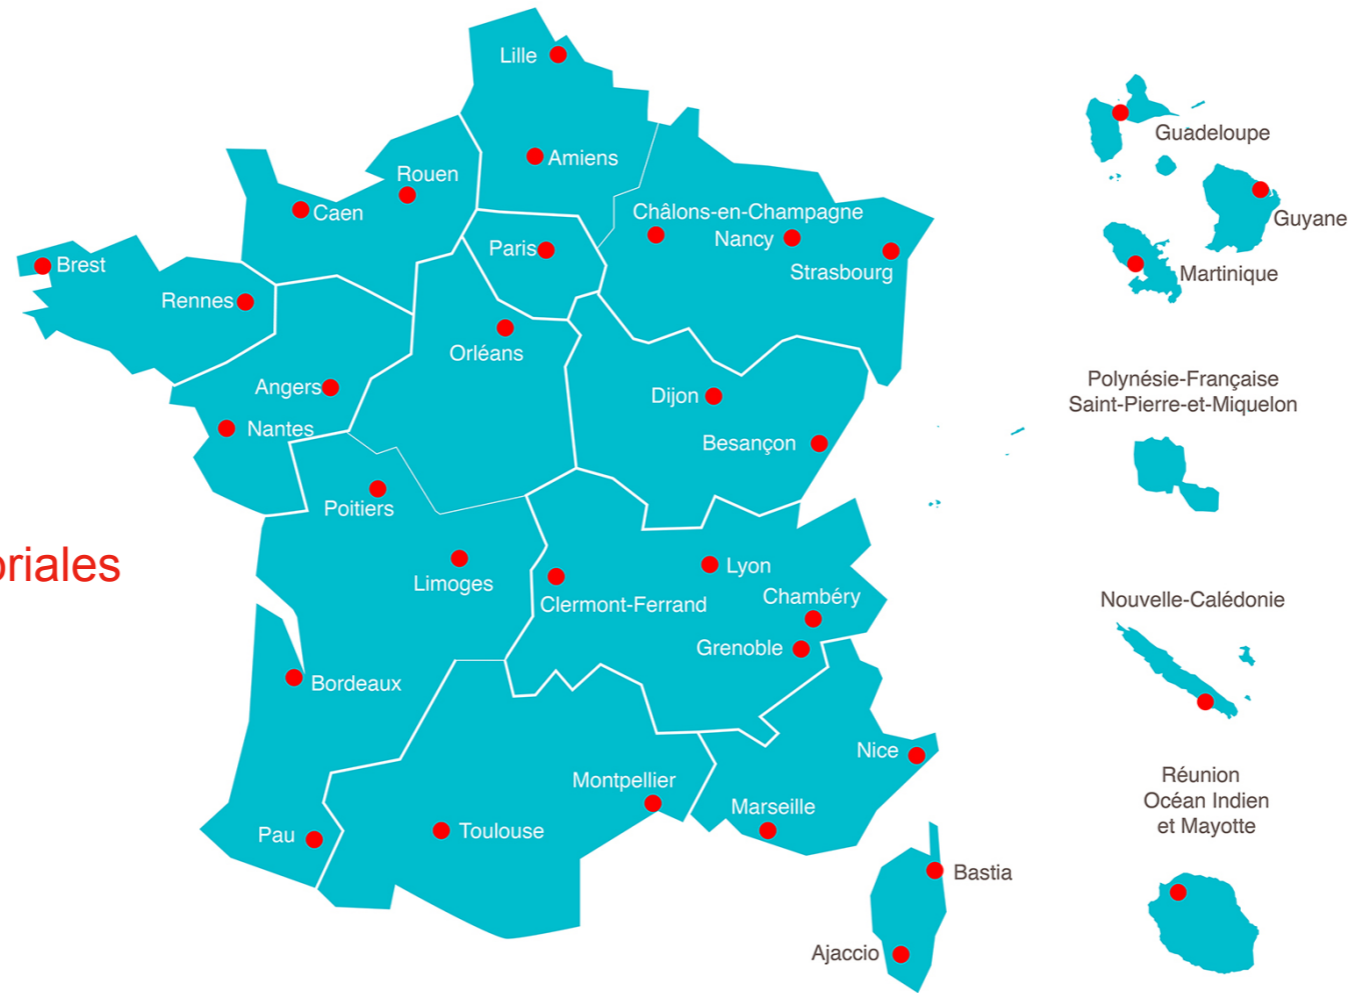 Lille
Amiens
Rouen
Caen
Châlons-en-Champagne
Nancy
Strasbourg
Paris
Brest
Rennes
Orléans
Angers
Nantes
Dijon
Besançon
Poitiers
Limoges
oriales
Clermont-Ferrand
Lyon
Chambéry
Grenoble
Bordeaux
Nice
Montpellier
Marseille
Pau
Toulouse
Bastia
Ajaccio
Guadeloupe
Guyane
Martinique
Polynésie-Française
Saint-Pierre-et-Miquelon
Nouvelle-Calédonie
Réunion
Océan Indien
et Mayotte